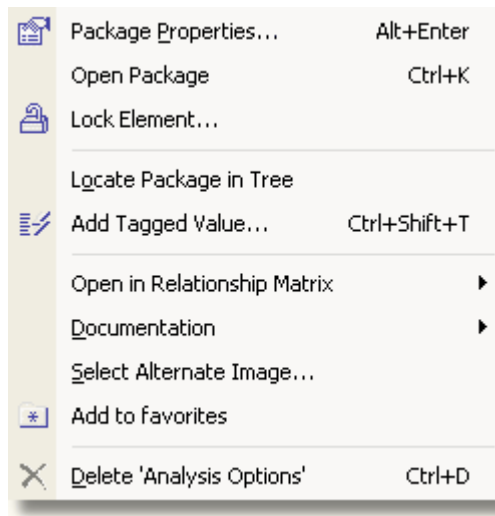 Package Properties... Alt+Enter
Open Package Ctrl+K
Lock Element...
Locate Package in Tree
Add Tagged Value... Ctrl+Shift+T
Open in Relationship Matrix
Documentation
Select Alternate Image...
Add to favorites
Delete 'Analysis Options' Ctrl+D